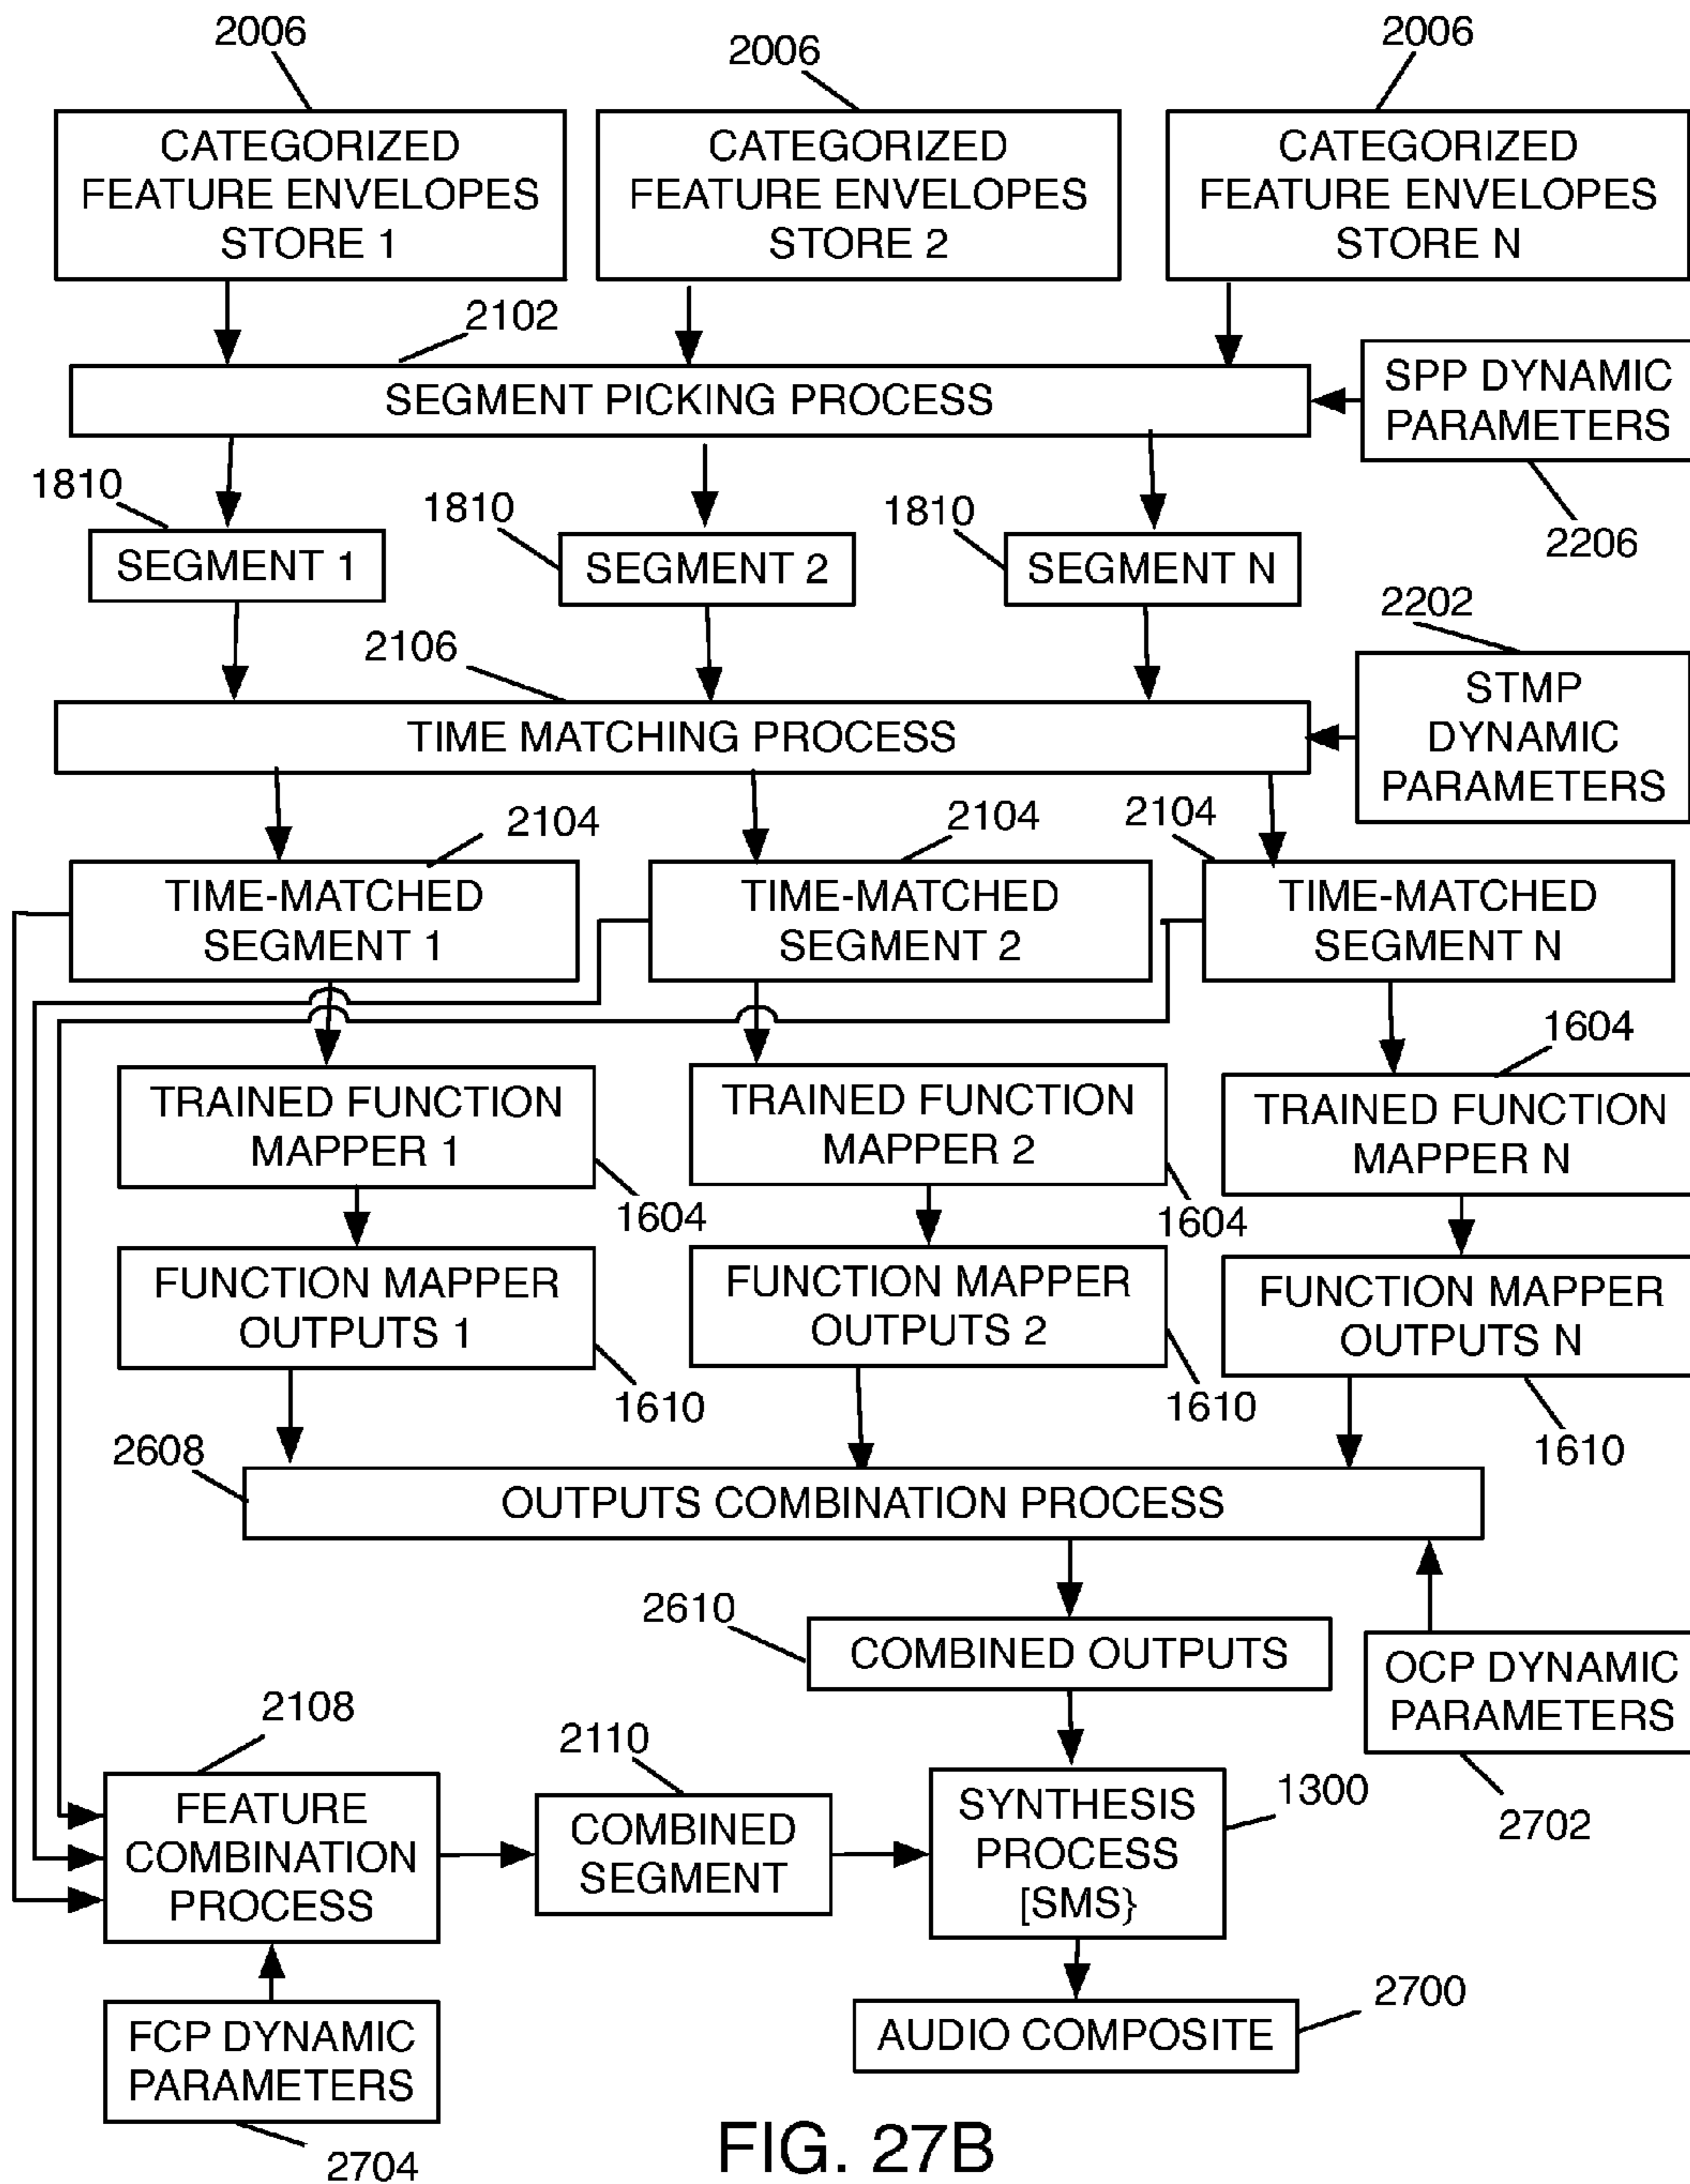 2006
2006
2006
CATEGORIZED
FEATURE ENVELOPES
STORE 1
CATEGORIZED
FEATURE ENVELOPES
STORE 2
CATEGORIZED
FEATURE ENVELOPES
STORE N
2102
SEGMENT PICKING PROCESS
SPP DYNAMIC
PARAMETERS
2206
1810
SEGMENT 1
1810
SEGMENT 2
1810
SEGMENT N
2202
2106
TIME MATCHING PROCESS
STMP
DYNAMIC
PARAMETERS
2104
2104
2104
TIME-MATCHED
SEGMENT 1
TIME-MATCHED
SEGMENT 2
TIME-MATCHED
SEGMENT N
1604
TRAINED FUNCTION
MAPPER 1
TRAINED FUNCTION
MAPPER 2
TRAINED FUNCTION
MAPPER N
1604
1604
FUNCTION MAPPER
OUTPUTS 1
FUNCTION MAPPER
OUTPUTS 2
FUNCTION MAPPER
OUTPUTS N
1610
1610
1610
2608
OUTPUTS COMBINATION PROCESS
2610
COMBINED OUTPUTS
OCP DYNAMIC
PARAMETERS
2702
2108
FEATURE
COMBINATION
PROCESS
2110
COMBINED
SEGMENT
SYNTHESIS
PROCESS
[SMS}
1300
FCP DYNAMIC
PARAMETERS
2704
AUDIO COMPOSITE
2700
FIG. 27B